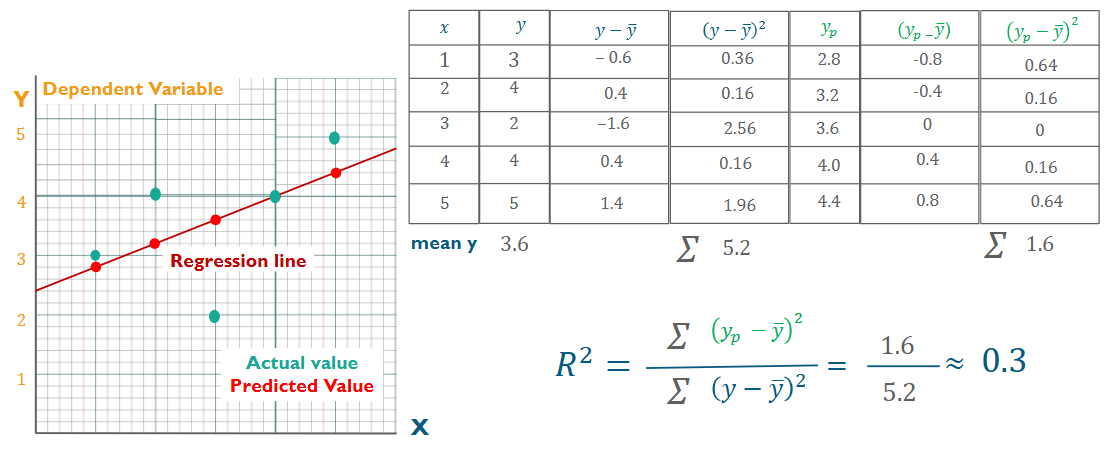 Y Dependent Variable
5
4
3
2
1
Regression line
Actual value
Predicted Value
X
x y y − ȳ (y − ȳ)² yₚ (yₚ − ȳ) (yₚ − ȳ)²
1 3 − 0.6 0.36 2.8 -0.8 0.64
2 4 0.4 0.16 3.2 -0.4 0.16
3 2 −1.6 2.56 3.6 0 0
4 4 0.4 0.16 4.0 0.4 0.16
5 5 1.4 1.96 4.4 0.8 0.64
mean y 3.6 Σ 5.2 Σ 1.6
R² = Σ (yₚ − ȳ)² / Σ (y − ȳ)² = 1.6 / 5.2 ≈ 0.3